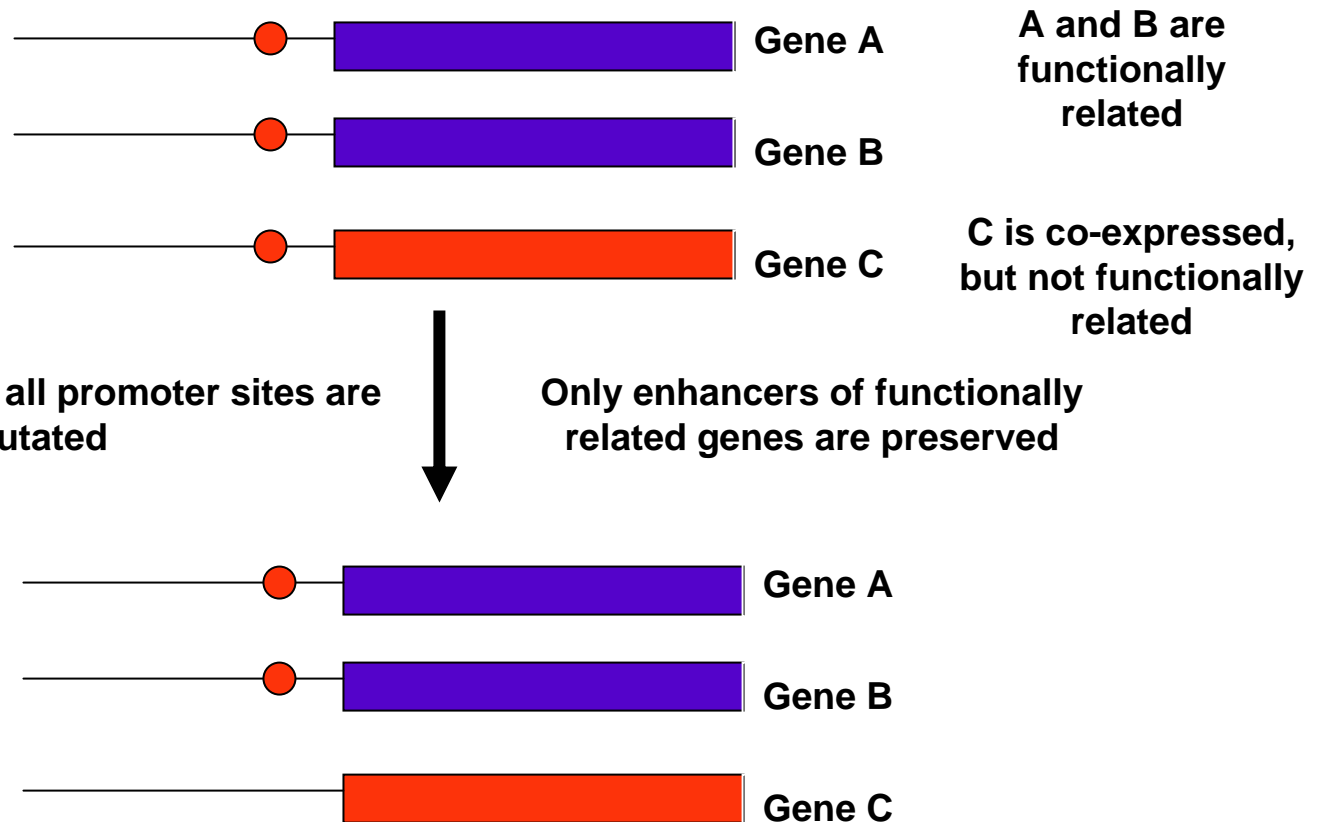 Gene A
A and B are
functionally
related
Gene B
Gene C
C is co-expressed,
but not functionally
related
all promoter sites are
utated
Only enhancers of functionally
related genes are preserved
Gene A
Gene B
Gene C